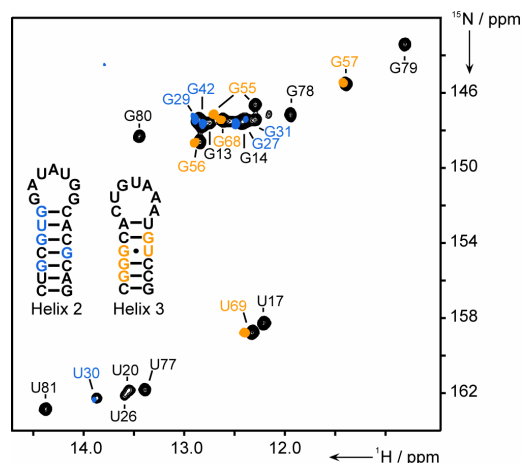 ¹⁵N / ppm
G57
G79
146
G42
G55
G78
G29
G80
G31
G68
G27
G13
G14
G56
150
U
A U
A G
G G
G C
U A
G C
C G
G C
U A
C G
Helix 2
Helix 3
154
U69
U17
158
U81
U30
U20
U77
U26
162
14.0
13.0
12.0
¹H / ppm